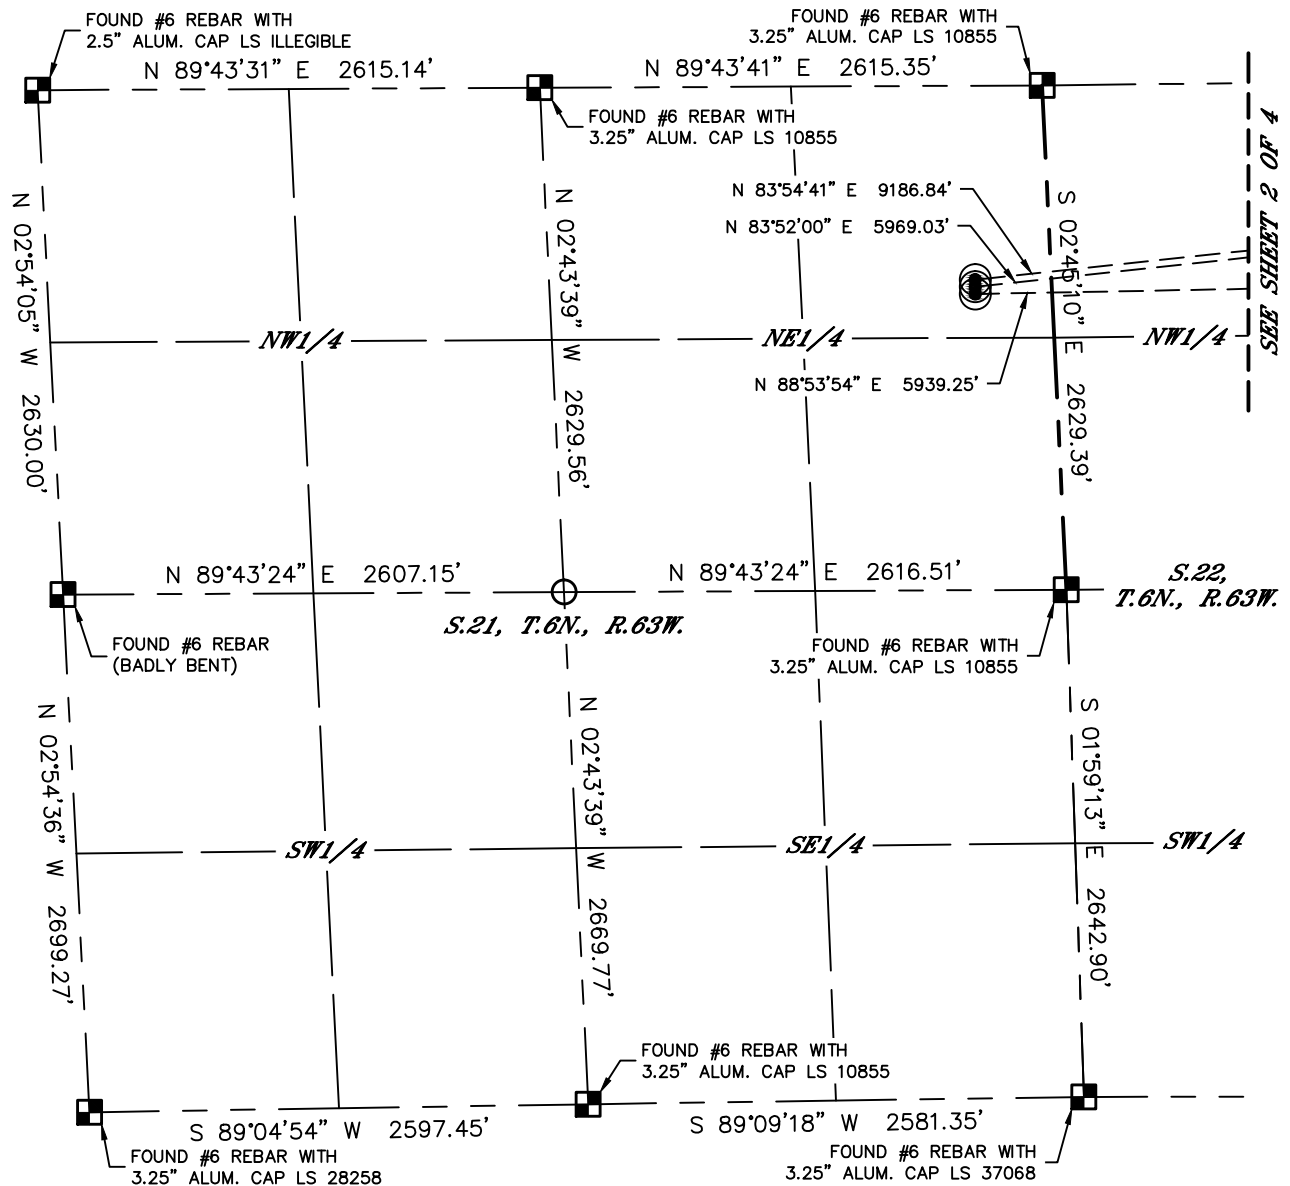 FOUND #6 REBAR WITH
2.5" ALUM. CAP LS ILLEGIBLE
FOUND #6 REBAR WITH
3.25" ALUM. CAP LS 10855
N 89°43'31" E 2615.14'
N 89°43'41" E 2615.35'
FOUND #6 REBAR WITH
3.25" ALUM. CAP LS 10855
SEE SHEET 2 OF 4
N 83°54'41" E 9186.84'
N 83°52'00" E 5969.03'
N 02°54'05" W 2630.00'
N 02°43'39" W 2629.56'
S 02°45'10" E 2629.39'
NW1/4
NE1/4
NW1/4
N 88°53'54" E 5939.25'
N 89°43'24" E 2607.15'
N 89°43'24" E 2616.51'
S.22,
T.6N., R.63W.
S.21, T.6N., R.63W.
FOUND #6 REBAR
(BADLY BENT)
FOUND #6 REBAR WITH
3.25" ALUM. CAP LS 10855
N 02°54'36" W 2699.27'
N 02°43'39" W 2669.77'
S 01°59'13" E 2642.90'
SW1/4
SE1/4
SW1/4
FOUND #6 REBAR WITH
3.25" ALUM. CAP LS 10855
S 89°04'54" W 2597.45'
S 89°09'18" W 2581.35'
FOUND #6 REBAR WITH
3.25" ALUM. CAP LS 28258
FOUND #6 REBAR WITH
3.25" ALUM. CAP LS 37068